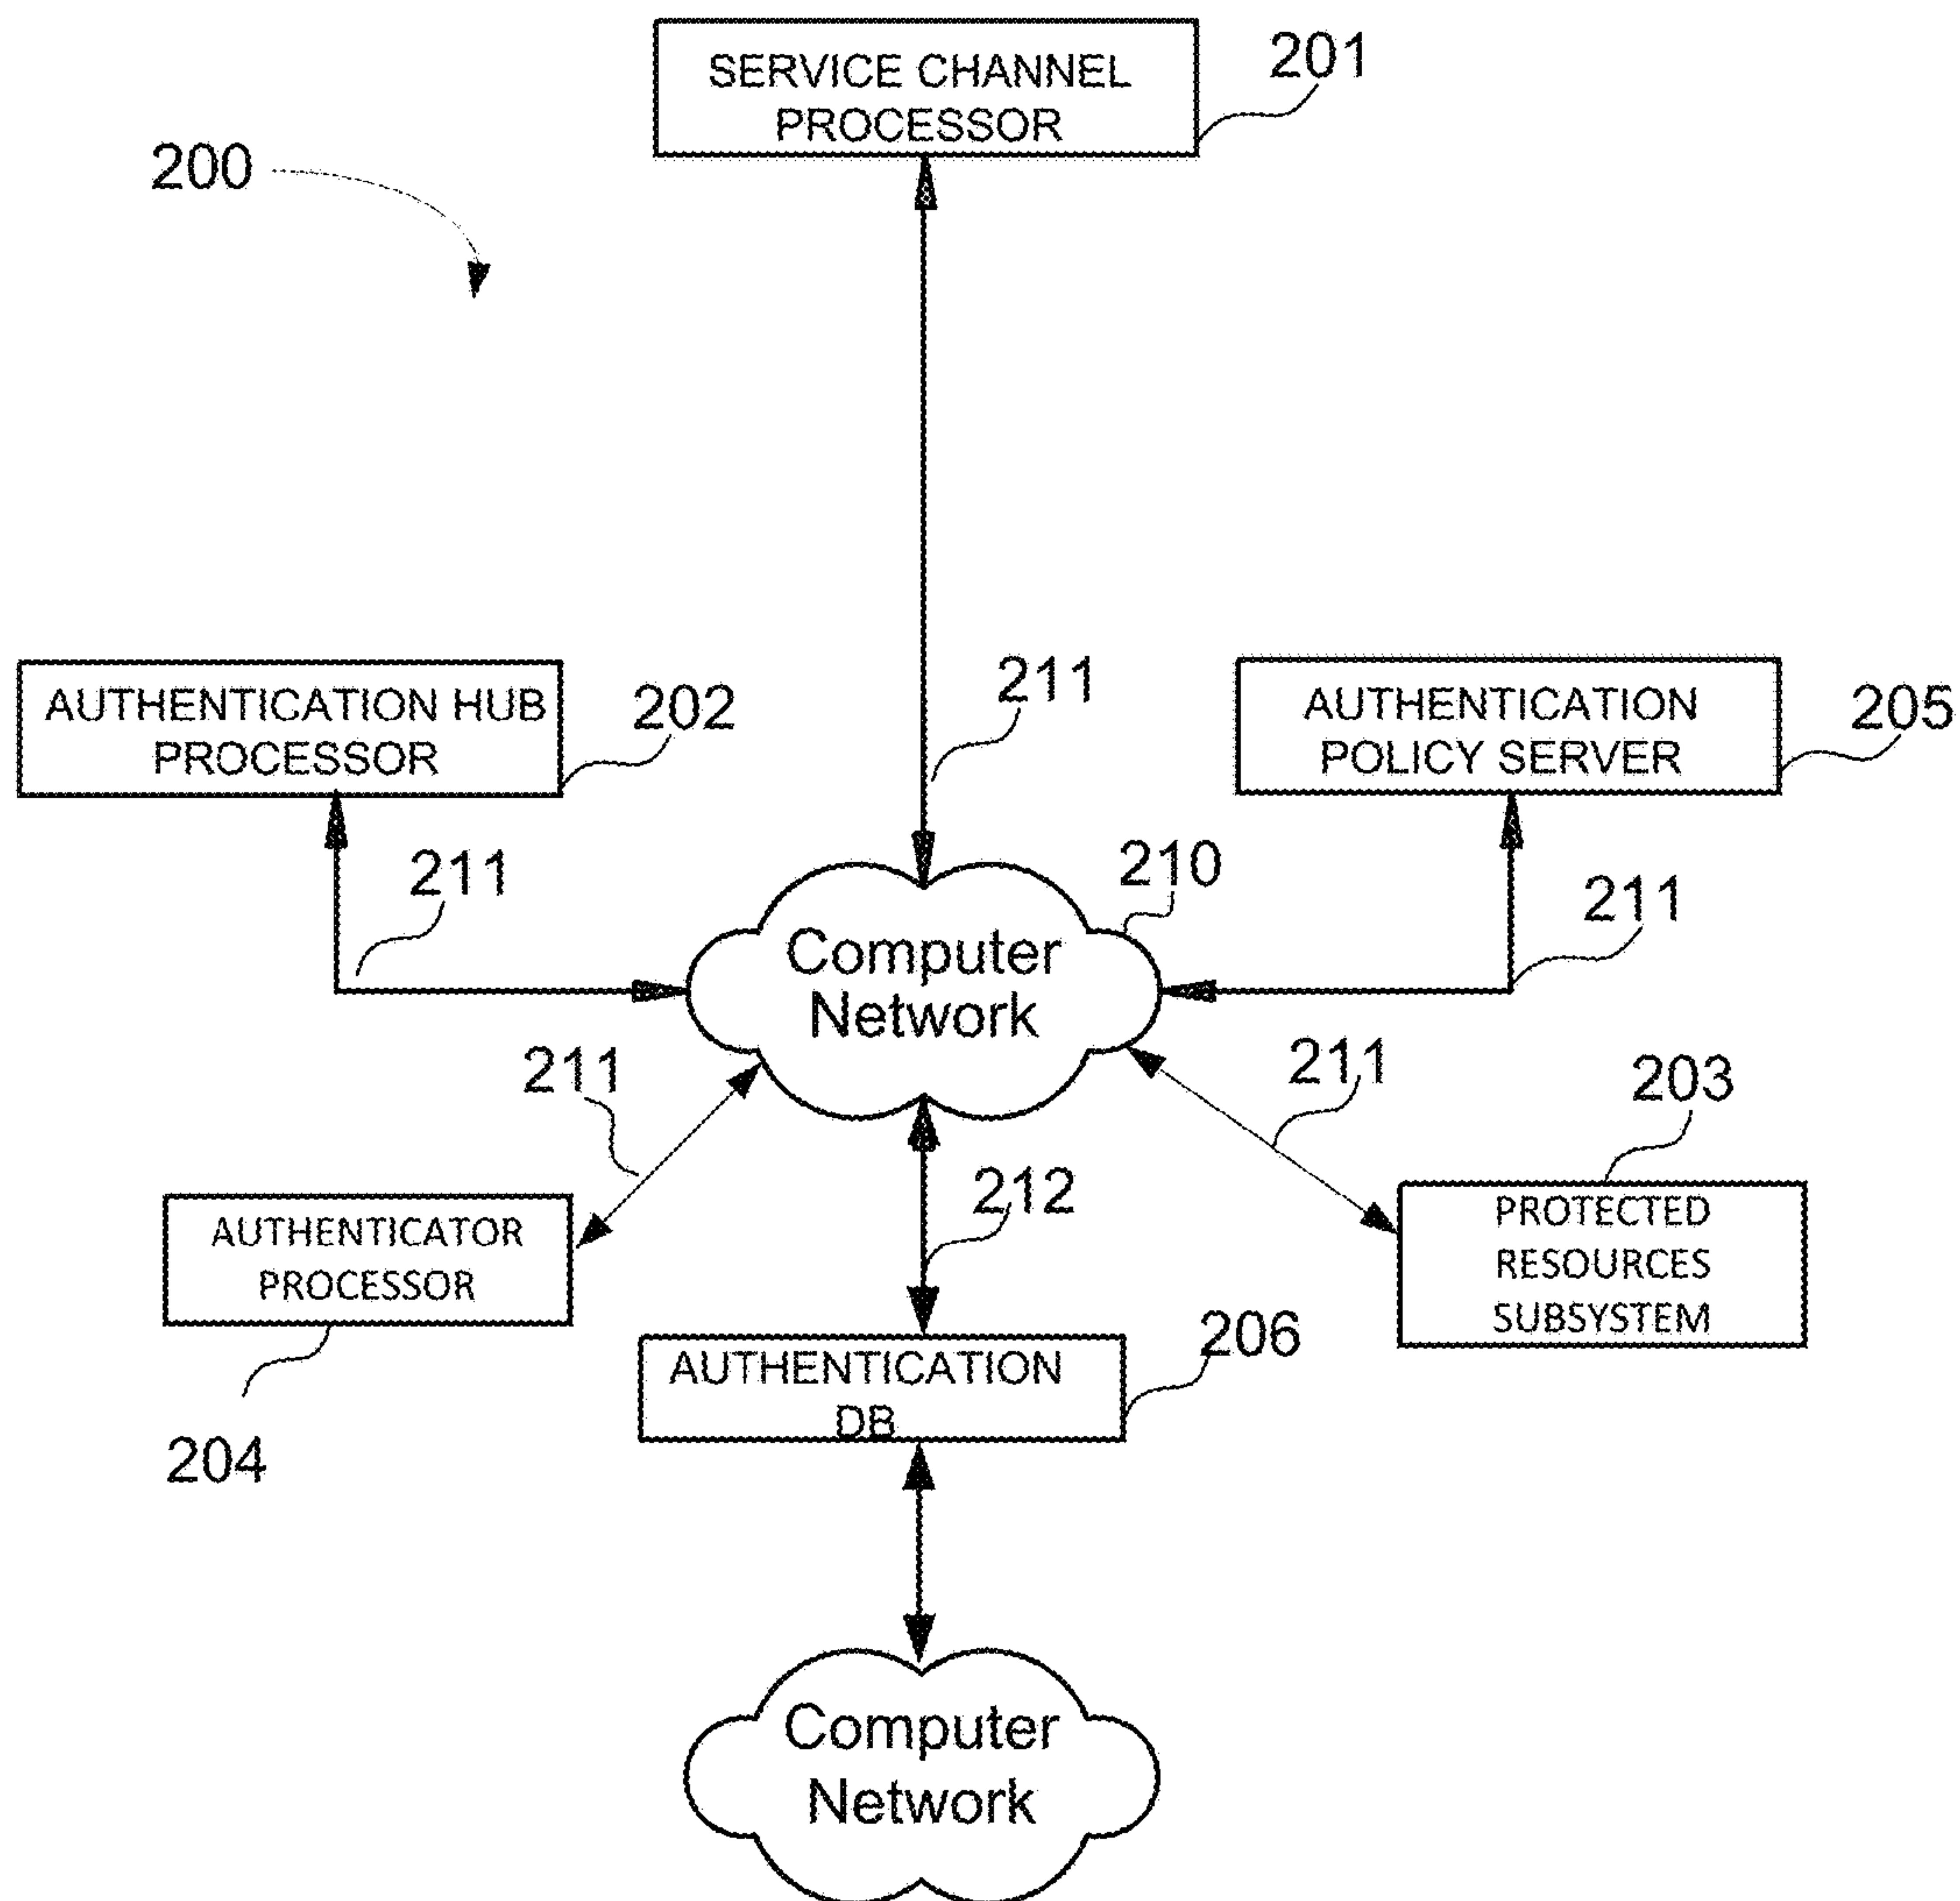 SERVICE CHANNEL
PROCESSOR
201
200
AUTHENTICATION HUB
PROCESSOR
202
211
AUTHENTICATION
POLICY SERVER
205
211
210
211
Computer
Network
211
211
203
212
AUTHENTICATOR
PROCESSOR
PROTECTED
RESOURCES
SUBSYSTEM
204
AUTHENTICATION
DB
206
Computer
Network